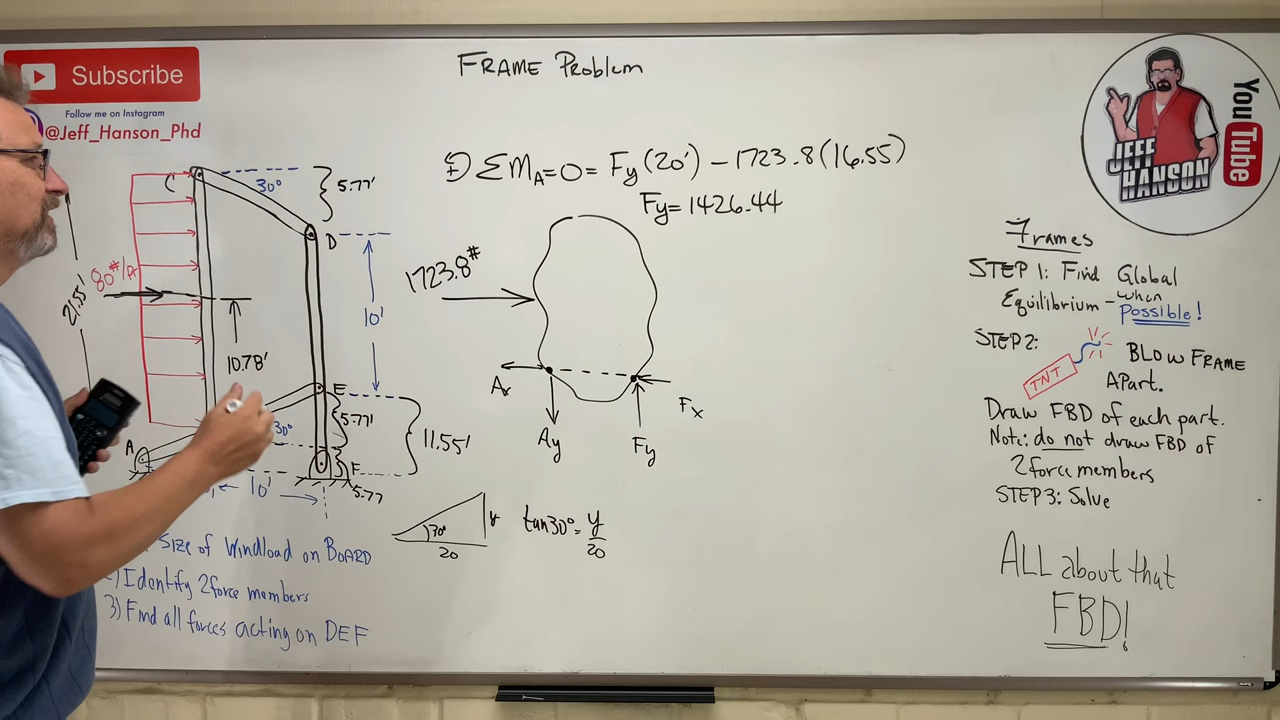 Subscribe
Follow me on Instagram
@Jeff_Hanson_Phd
FRAME Problem
ΣMA=0= Fy(20') - 1723.8(16.55)
Fy=1426.44
C
30°
5.77'
D
80#/ft
21.55'
10'
10.78'
E
5.77'
30°
11.55'
A
F
5.77
10'
1723.8#
Ax
Ay
Fx
Fy
30°
y
20
tan30°= y/20
Size of Windload on BOARD
) Identify 2force members
3) Find all forces acting on DEF
JEFF
HANSON
YouTube
Frames
STEP 1: Find Global
Equilibrium - when
Possible!
STEP 2:
TNT
BLOW FRAME
APart.
Draw FBD of each part.
Note: do not draw FBD of
2force members
STEP 3: Solve
ALL about that
FBD!